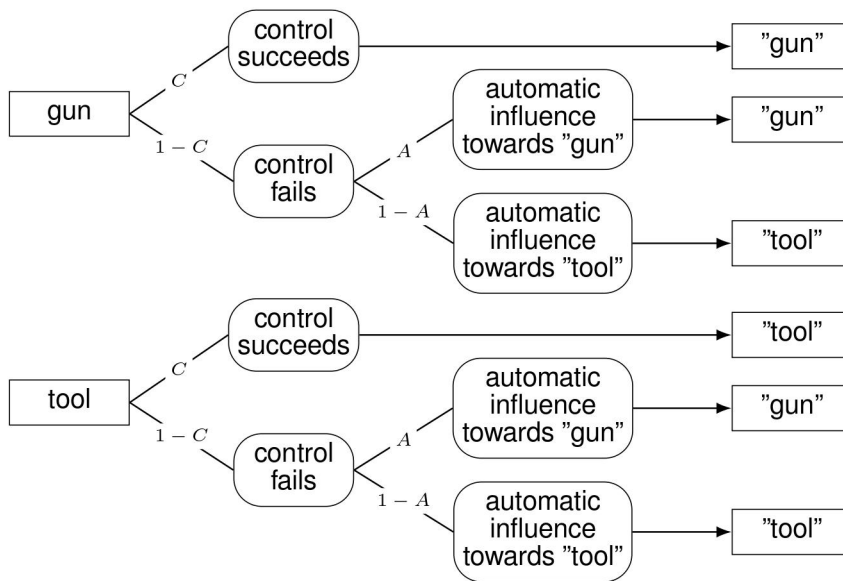 control
succeeds
”gun”
C
gun
automatic
influence
towards ”gun”
”gun”
1 − C
A
control
fails
1 − A
automatic
influence
towards ”tool”
”tool”
control
succeeds
”tool”
C
tool
automatic
influence
towards ”gun”
”gun”
1 − C
A
control
fails
1 − A
automatic
influence
towards ”tool”
”tool”